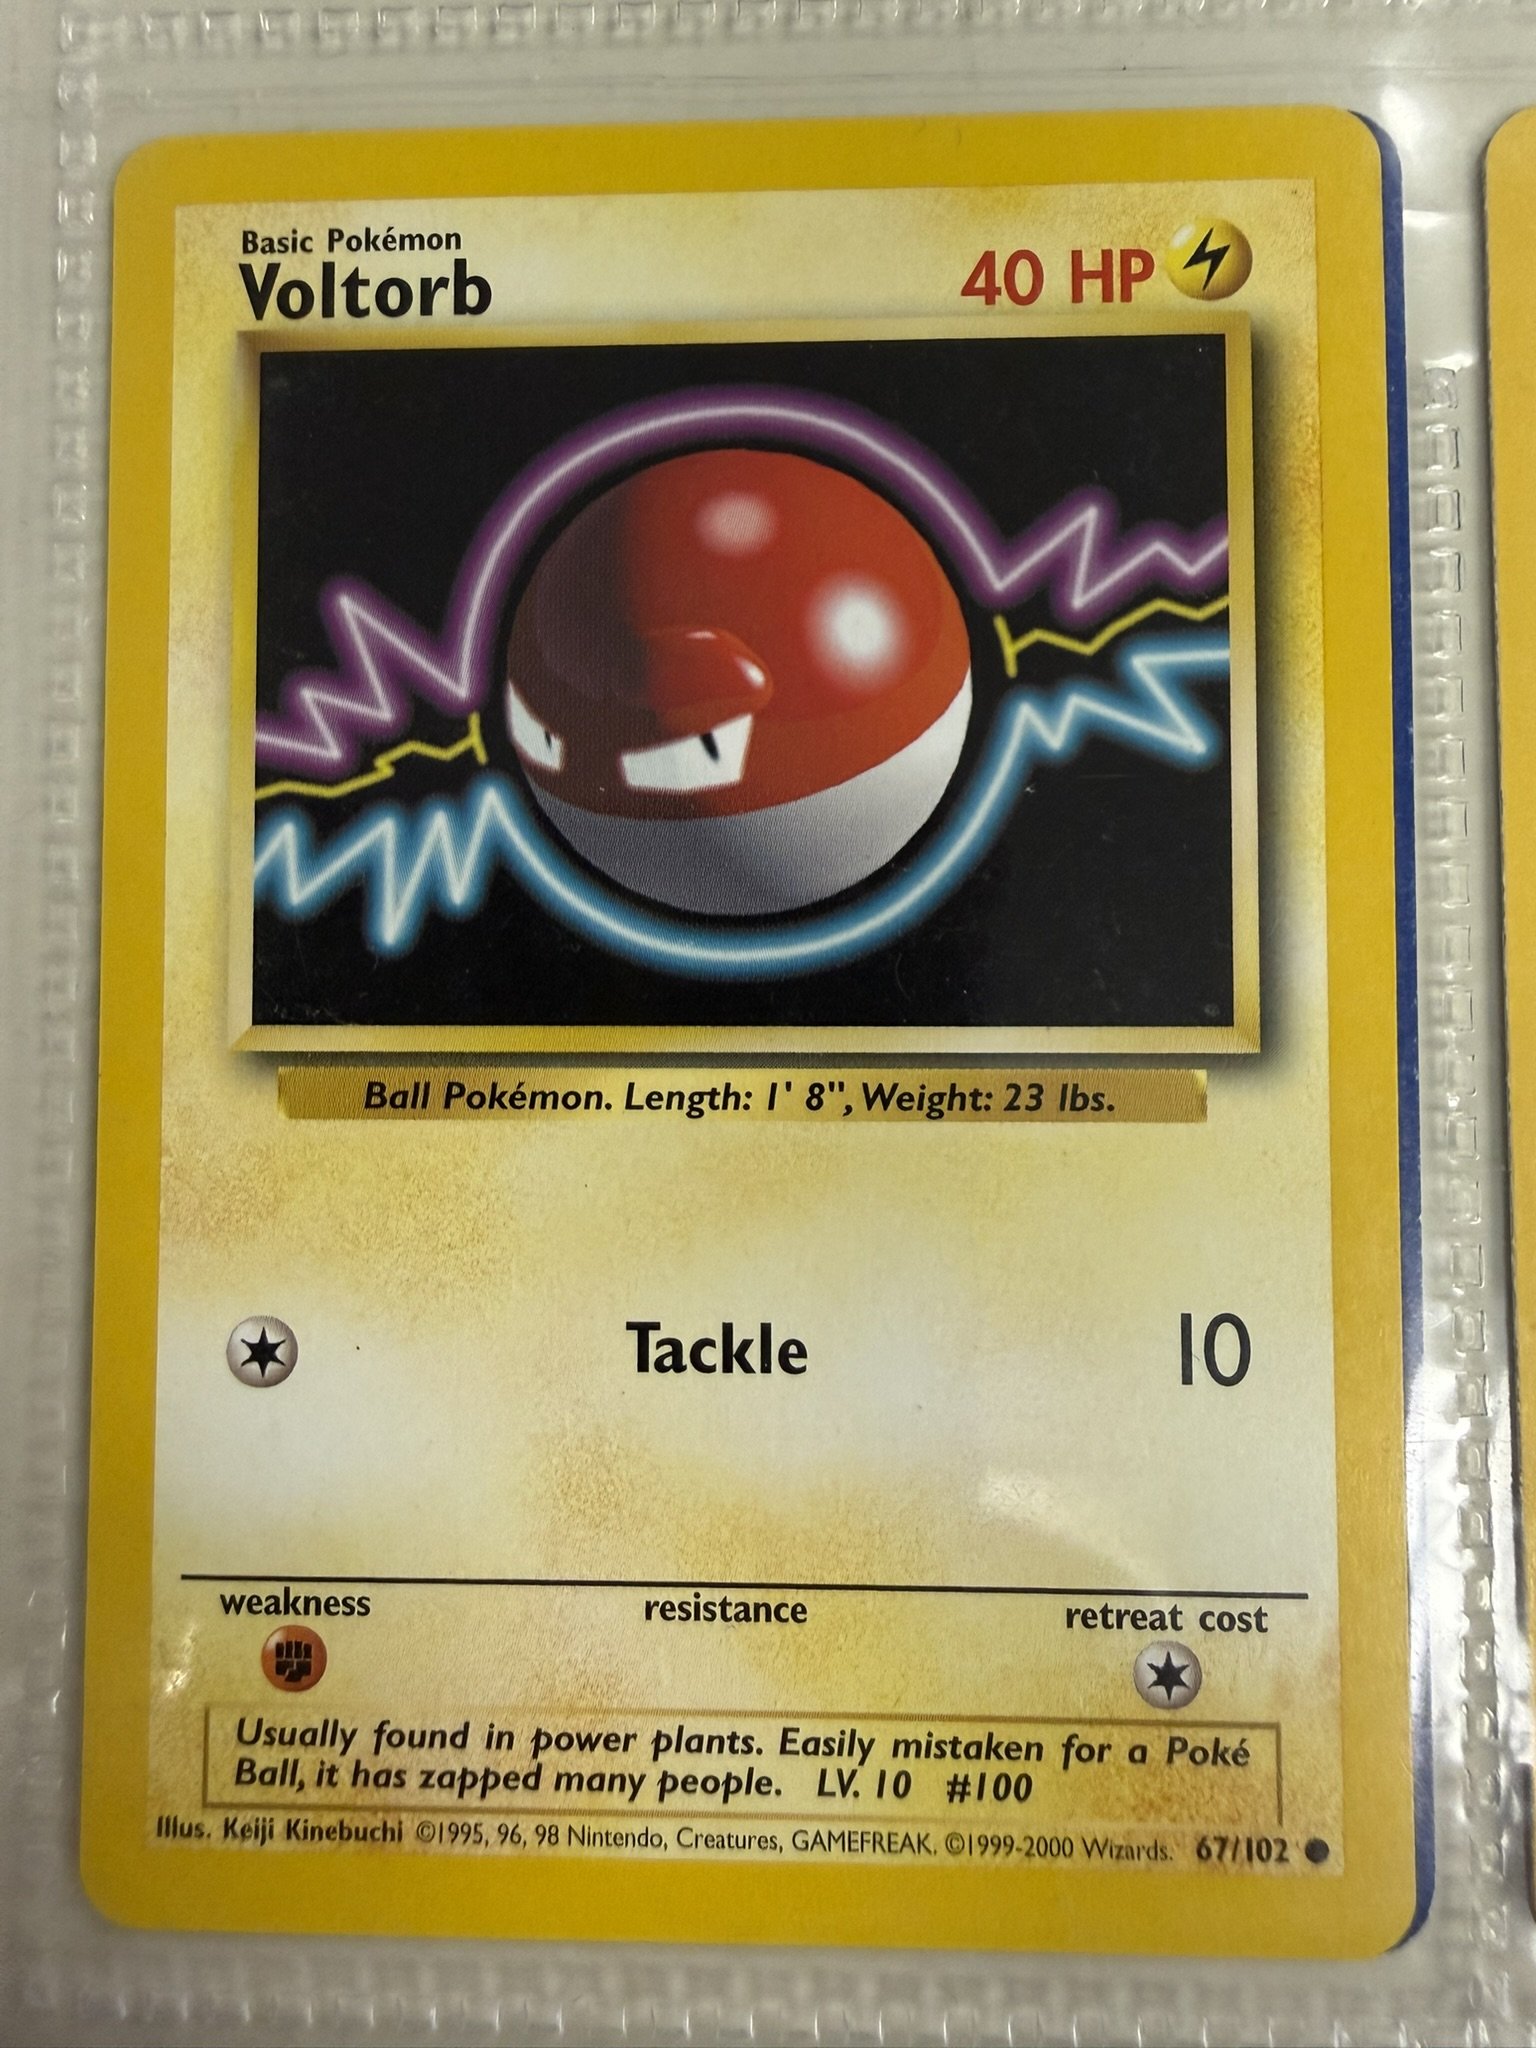 Basic Pokémon
Voltorb
40 HP
Ball Pokémon. Length: 1' 8", Weight: 23 lbs.
Tackle 10
weakness resistance retreat cost
Usually found in power plants. Easily mistaken for a Poké
Ball, it has zapped many people. LV. 10 #100
Illus. Keiji Kinebuchi ©1995, 96, 98 Nintendo, Creatures, GAMEFREAK. ©1999-2000 Wizards. 67/102